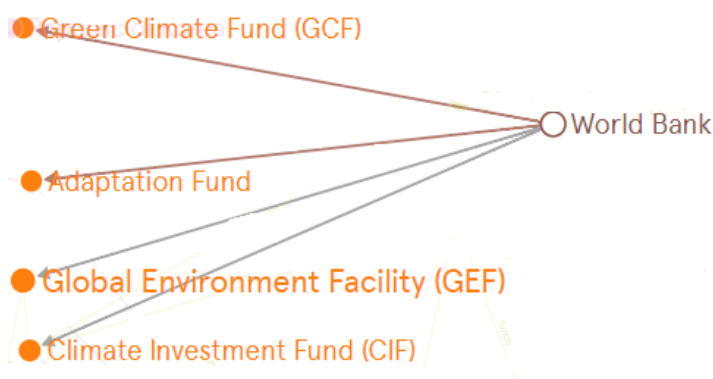 Green Climate Fund (GCF)
World Bank
Adaptation Fund
Global Environment Facility (GEF)
Climate Investment Fund (CIF)